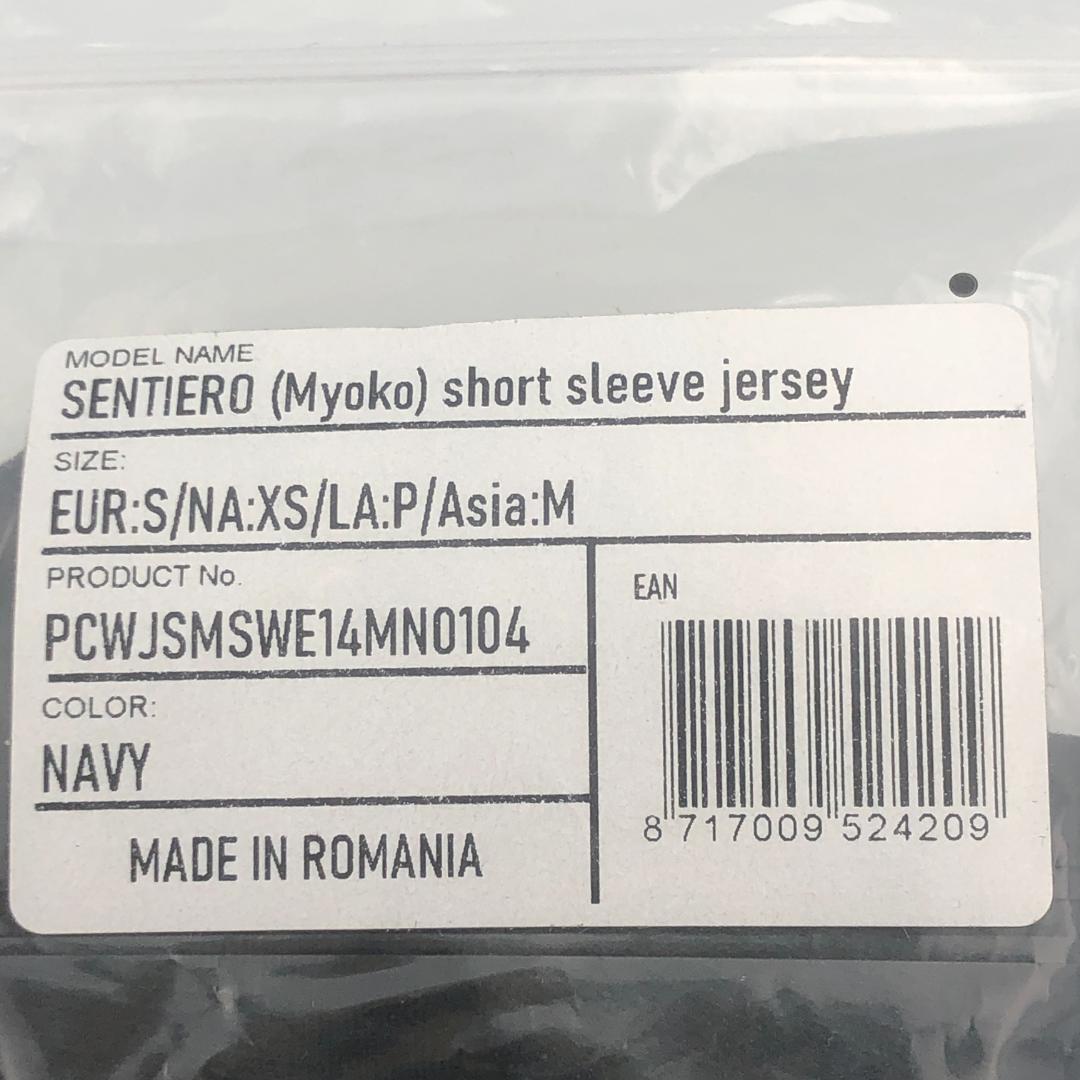 MODEL NAME
SENTIERO (Myoko) short sleeve jersey
SIZE:
EUR:S/NA:XS/LA:P/Asia:M
PRODUCT No.
PCWJSMSWE14MN0104
COLOR:
NAVY
MADE IN ROMANIA
EAN
8 717009 524209